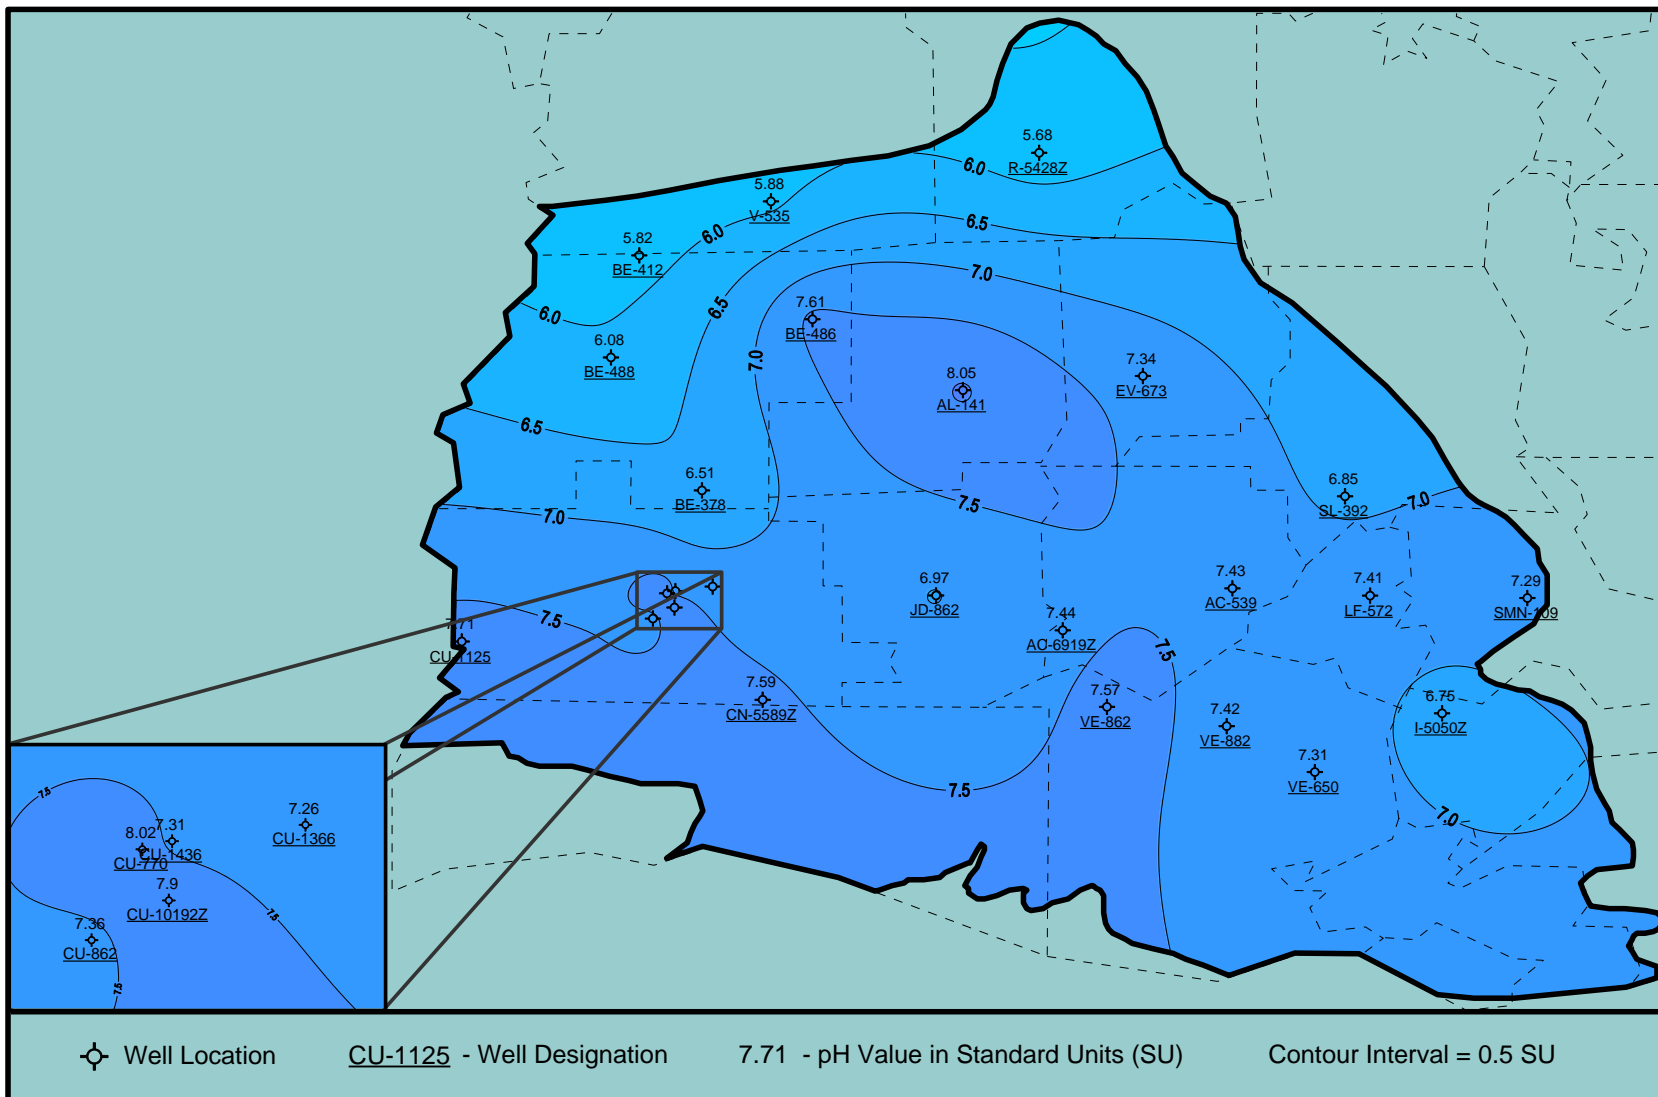 5.68
R-5428Z
6.0
5.88
V-535
6.0
6.5
5.82
BE-412
7.0
6.5
6.0
7.61
BE-486
6.08
BE-488
7.0
7.34
EV-673
8.05
AL-141
6.5
6.51
BE-378
7.5
6.85
SL-392
7.0
7.0
6.97
JD-862
7.43
AC-539
7.41
LF-572
7.29
SMN-109
7.5
7.71
CU-1125
7.44
AO-6919Z
7.5
7.59
CN-5589Z
7.57
VE-862
7.42
VE-882
6.75
I-5050Z
7.31
VE-650
7.5
7.0
7.5
8.02
CU-770
7.31
CU-1436
7.26
CU-1366
7.9
CU-10192Z
7.5
7.36
CU-862
7.5
Well Location
CU-1125 - Well Designation
7.71 - pH Value in Standard Units (SU)
Contour Interval = 0.5 SU